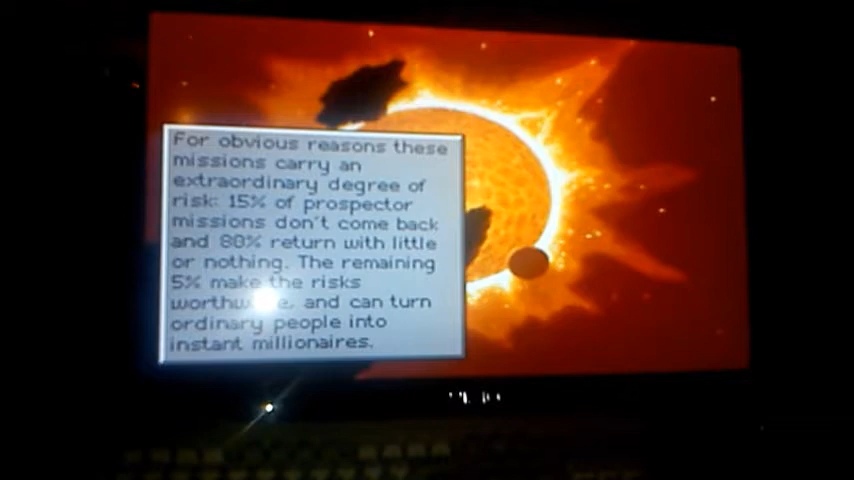 For obvious reasons these
missions carry an
extraordinary degree of
risk: 15% of prospector
missions don't come back
and 80% return with little
or nothing. The remaining
5% make the risks
and can turn
ordinary people into
instant millionaires.